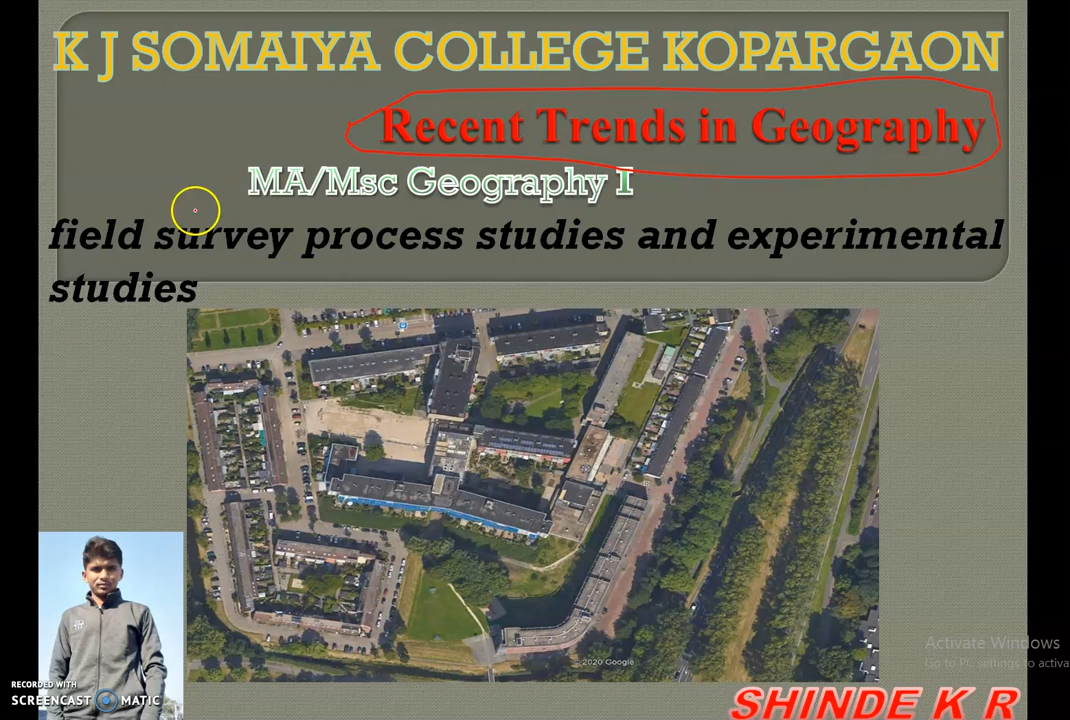 K J SOMAIYA COLLEGE KOPARGAON
Recent Trends in Geography
MA/Msc Geography I
field survey process studies and experimental
studies
2020 Google
Activate Windows
Go to PC settings to activa
RECORDED WITH
SCREENCAST MATIC
SHINDE K R